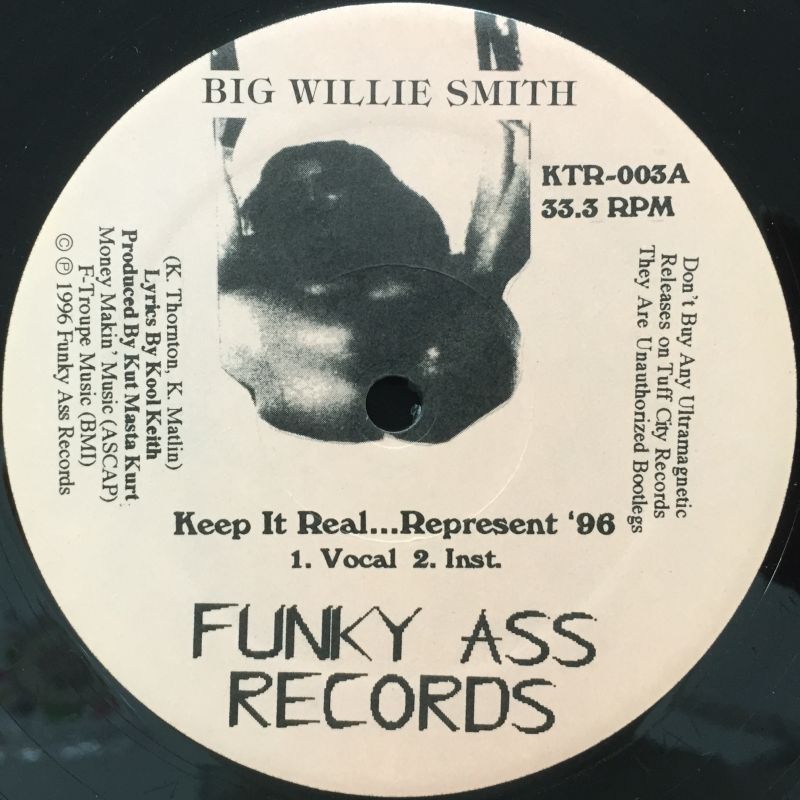 BIG WILLIE SMITH
KTR-003A
33.3 RPM
Don't Buy Any Ultramagnetic
Releases on Tuff City Records
They Are Unauthorized Bootlegs
(K. Thornton, K. Matlin)
Lyrics By Kool Keith
Produced By Kut Masta Kurt
Money Makin' Music (ASCAP)
F-Troupe Music (BMI)
© ℗ 1996 Funky Ass Records
Keep It Real...Represent ‘96
1. Vocal 2. Inst.
FUNKY ASS
RECORDS